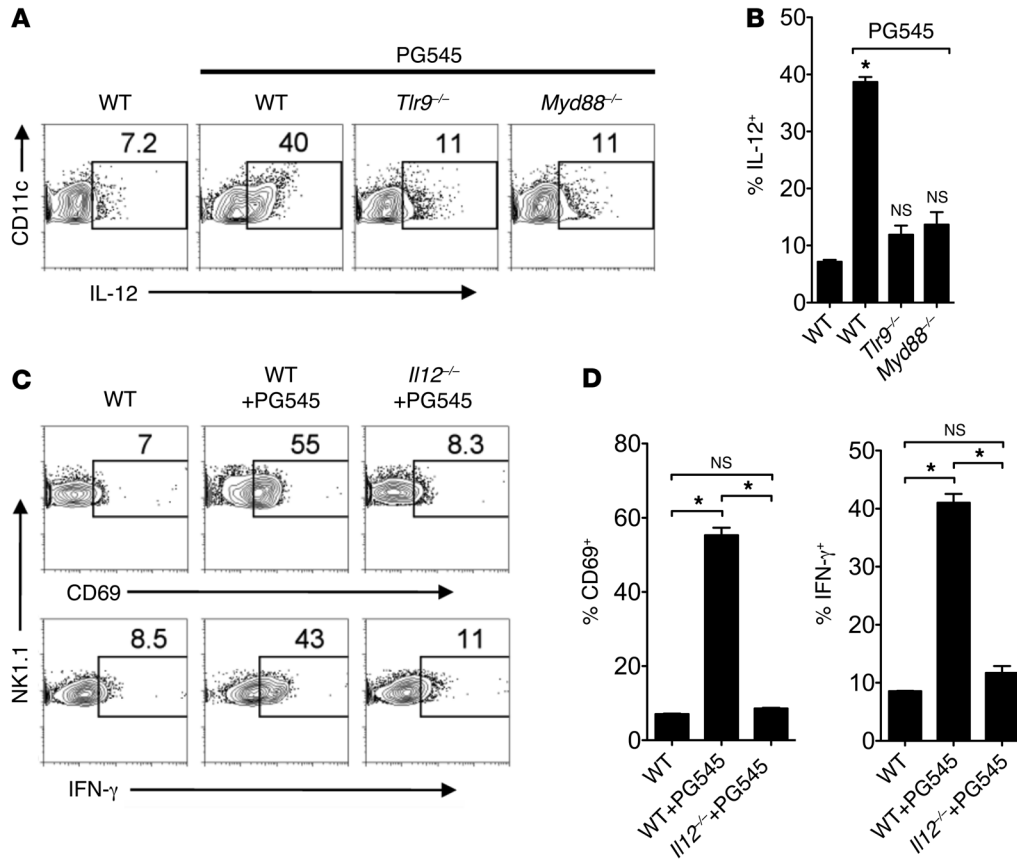 A
PG545
WT WT Tlr9–/– Myd88–/–
7.2 40 11 11
CD11c
IL-12
B
PG545
50
40
30
20
10
0
% IL-12+
* NS NS
WT WT Tlr9–/– Myd88–/–
C
WT WT +PG545 Il12–/– +PG545
7 55 8.3
CD69
8.5 43 11
NK1.1
IFN-γ
D
80
60
40
20
0
% CD69+
NS
* *
WT WT+PG545 Il12–/–+PG545
50
40
30
20
10
0
% IFN-γ+
NS
* *
WT WT+PG545 Il12–/–+PG545